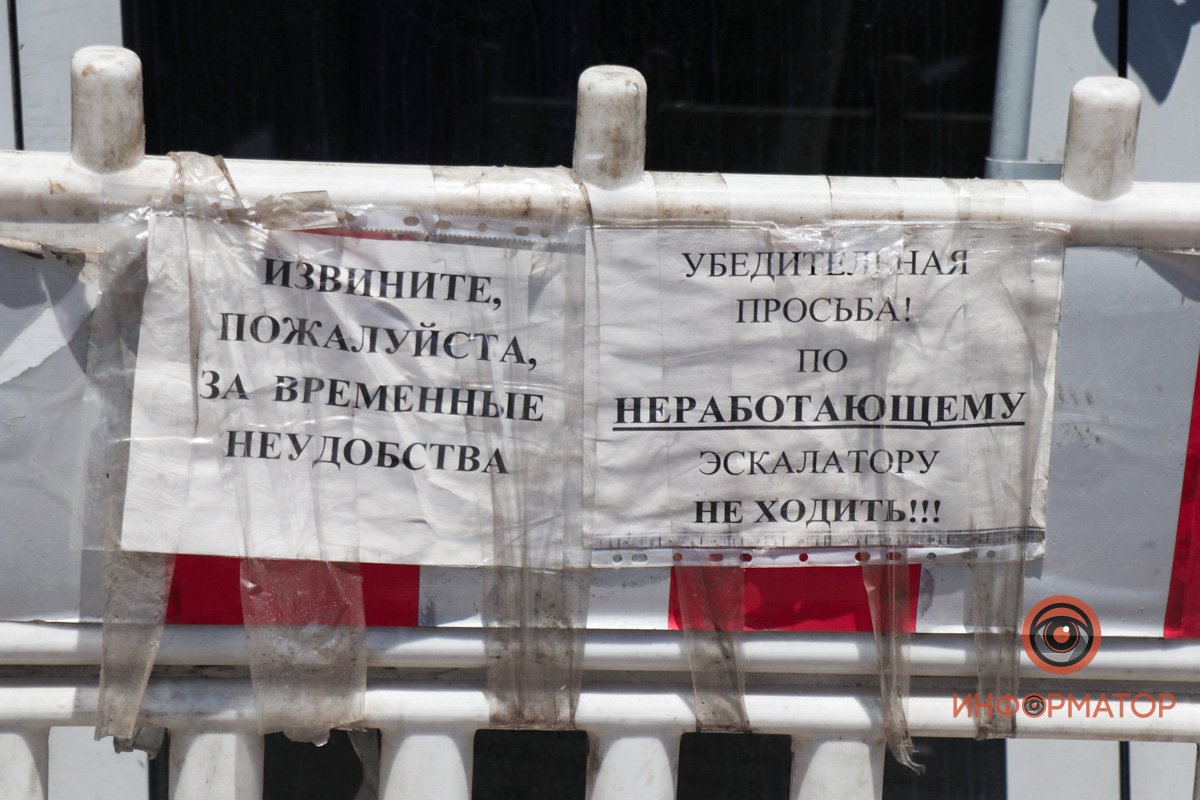 ИЗВИНИТЕ,
ПОЖАЛУЙСТА,
ЗА ВРЕМЕННЫЕ
НЕУДОБСТВА
УБЕДИТЕЛЬНАЯ
ПРОСЬБА!
ПО
НЕРАБОТАЮЩЕМУ
ЭСКАЛАТОРУ
НЕ ХОДИТЬ!!!
ИНФОРМАТОР